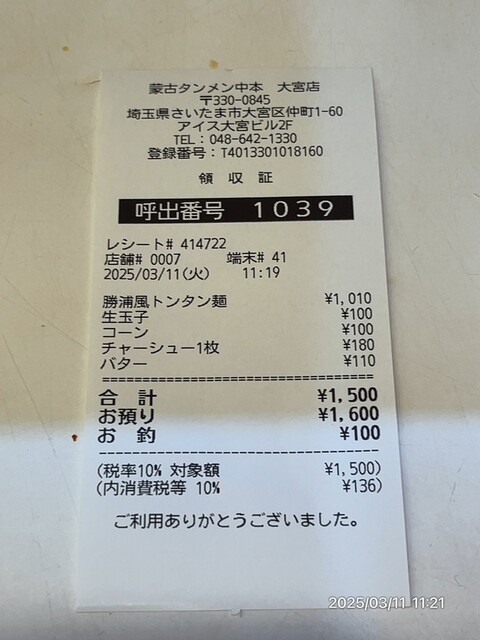 蒙古タンメン中本 大宮店
〒330-0845
埼玉県さいたま市大宮区仲町1-60
アイス大宮ビル2F
TEL：048-642-1330
登録番号：T4013301018160
領 収 証
呼出番号 1039
レシート# 414722
店舗# 0007 端末# 41
2025/03/11(火) 11:19
勝浦風トンタン麺 ¥1,010
生玉子 ¥100
コーン ¥100
チャーシュー1枚 ¥180
バター ¥110
合 計 ¥1,500
お預り ¥1,600
お 釣 ¥100
(税率10% 対象額 ¥1,500)
(内消費税等 10% ¥136)
ご利用ありがとうございました。
2025/03/11 11:21